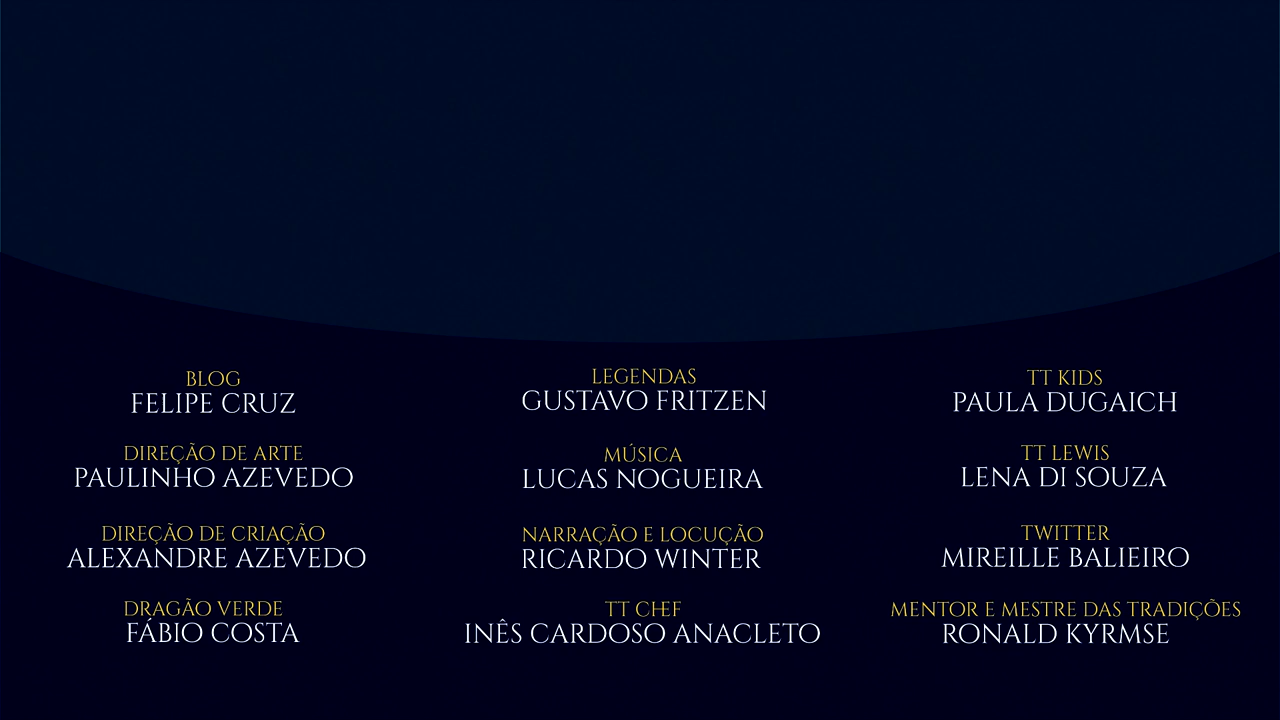 BLOG
FELIPE CRUZ
DIREÇÃO DE ARTE
PAULINHO AZEVEDO
DIREÇÃO DE CRIAÇÃO
ALEXANDRE AZEVEDO
DRAGÃO VERDE
FÁBIO COSTA
LEGENDAS
GUSTAVO FRITZEN
MÚSICA
LUCAS NOGUEIRA
NARRAÇÃO E LOCUÇÃO
RICARDO WINTER
TT CHEF
INÊS CARDOSO ANACLETO
TT KIDS
PAULA DUGAICH
TT LEWIS
LENA DI SOUZA
TWITTER
MIREILLE BALIEIRO
MENTOR E MESTRE DAS TRADIÇÕES
RONALD KYRMSE